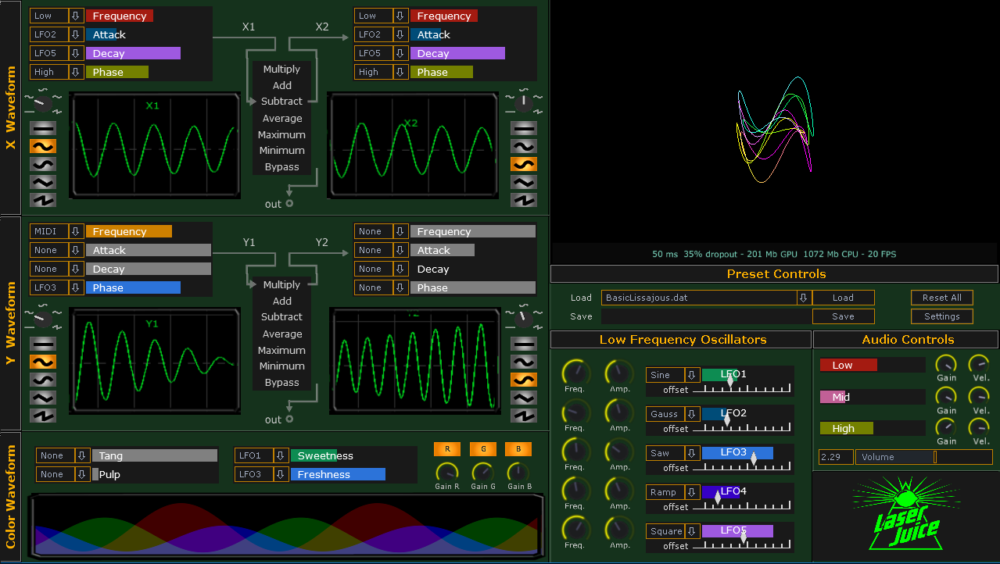 X Waveform
Low Frequency
LFO2 Attack
LFO5 Decay
High Phase
X1 X2
Low Frequency
LFO2 Attack
LFO5 Decay
High Phase
Multiply
Add
Subtract
Average
Maximum
Minimum
Bypass
out
X1
X2
Y Waveform
MIDI Frequency
None Attack
None Decay
LFO3 Phase
Y1 Y2
None Frequency
None Attack
None Decay
None Phase
Multiply
Add
Subtract
Average
Maximum
Minimum
Bypass
out
Y1
Y2
Color Waveform
None Tang
None Pulp
LFO1 Sweetness
LFO3 Freshness
R G B
Gain R Gain G Gain B
50 ms 35% dropout - 201 Mb GPU 1072 Mb CPU - 20 FPS
Preset Controls
Load BasicLissajous.dat Load Reset All
Save Save Settings
Low Frequency Oscillators
Freq. Amp. Sine LFO1
offset
Freq. Amp. Gauss LFO2
offset
Freq. Amp. Saw LFO3
offset
Freq. Amp. Ramp LFO4
offset
Freq. Amp. Square LFO5
offset
Audio Controls
Low
Gain Vel.
Mid
Gain Vel.
High
Gain Vel.
2.29 Volume
Laser
Juice